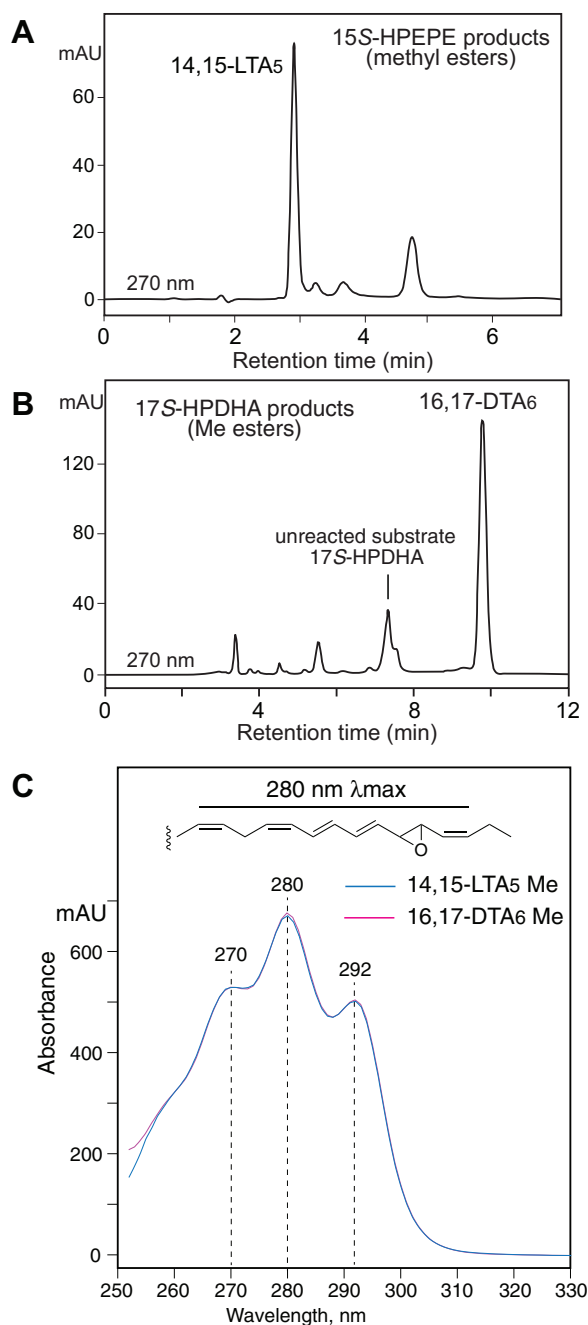 A
mAU
15S-HPEPE products
(methyl esters)
14,15-LTA5
60
40
20
0
270 nm
0
2
4
6
Retention time (min)
B
mAU
17S-HPDHA products
(Me esters)
16,17-DTA6
120
80
40
0
unreacted substrate
17S-HPDHA
270 nm
0
4
8
12
Retention time (min)
C
280 nm λmax
O
14,15-LTA5 Me
16,17-DTA6 Me
mAU
600
400
200
0
Absorbance
270
280
292
250
260
270
280
290
300
310
320
330
Wavelength, nm